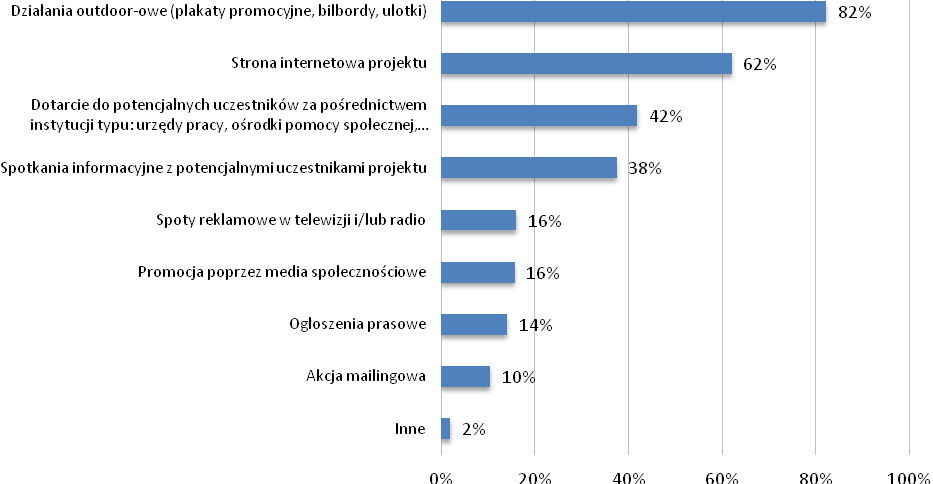 Działania outdoor-owe (plakaty promocyjne, bilbordy, ulotki)
82%
Strona internetowa projektu
62%
Dotarcie do potencjalnych uczestników za pośrednictwem
instytucji typu: urzędy pracy, ośrodki pomocy społecznej,...
42%
Spotkania informacyjne z potencjalnymi uczestnikami projektu
38%
Spoty reklamowe w telewizji i/lub radio
16%
Promocja poprzez media społecznościowe
16%
Ogłoszenia prasowe
14%
Akcja mailingowa
10%
Inne
2%
0% 20% 40% 60% 80% 100%